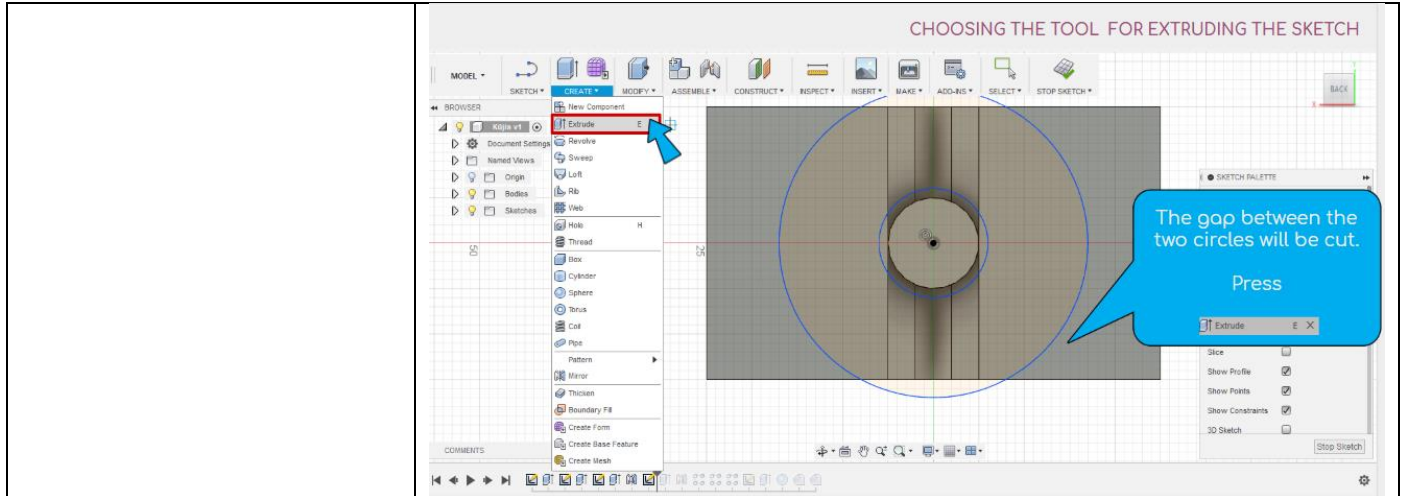 CHOOSING THE TOOL FOR EXTRUDING THE SKETCH
MODEL
SKETCH
CREATE
MODIFY
ASSEMBLE
CONSTRUCT
INSPECT
INSERT
MAKE
ADD-INS
SELECT
STOP SKETCH
BACK
BROWSER
Document Settings
Named Views
Origin
Bodies
Sketches
New Component
Extrude E
Revolve
Sweep
Loft
Rib
Web
Hole H
Thread
Box
Cylinder
Sphere
Torus
Coil
Pipe
Pattern
Mirror
Thicken
Boundary Fill
Create Form
Create Base Feature
Create Mesh
50
25
SKETCH PALETTE
The gap between the
two circles will be cut.
Press
Extrude E X
Slice
Show Profile
Show Points
Show Constraints
3D Sketch
Stop Sketch
COMMENTS